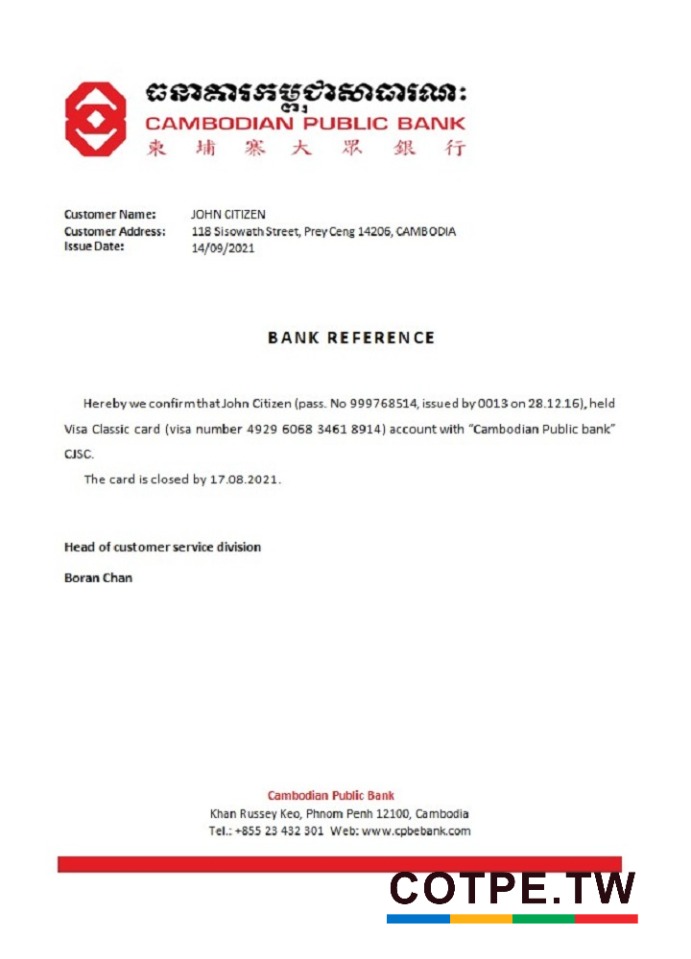 ធនាគារកម្ពុជាសាធារណៈ
CAMBODIAN PUBLIC BANK
柬埔寨大眾銀行
Customer Name: JOHN CITIZEN
Customer Address: 118 Sisowath Street, Prey Ceng 14206, CAMBODIA
Issue Date: 14/09/2021
BANK REFERENCE
Hereby we confirm that John Citizen (pass. No 999768514, issued by 0013 on 28.12.16), held
Visa Classic card (visa number 4929 6068 3461 8914) account with “Cambodian Public bank”
CJSC.
The card is closed by 17.08.2021.
Head of customer service division
Boran Chan
Cambodian Public Bank
Khan Russey Keo, Phnom Penh 12100, Cambodia
Tel.: +855 23 432 301 Web: www.cpbebank.com
COTPE.TW